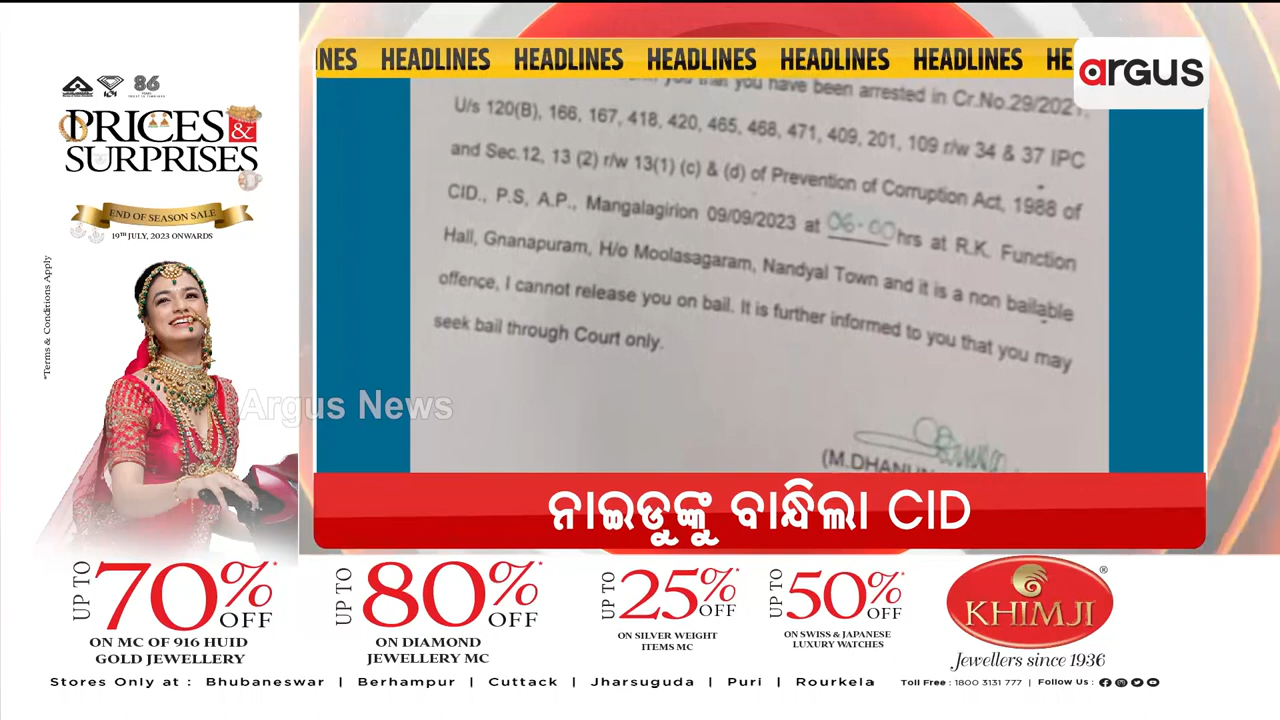 86
PRICES &
SURPRISES
END OF SEASON SALE
19TH JULY, 2023 ONWARDS
*Terms & Conditions Apply
INES HEADLINES HEADLINES HEADLINES HEADLINES HEADLINES HE
argus
you that you have been arrested in Cr.No.29/2021,
U/s 120(B), 166, 167, 418, 420, 465, 468, 471, 409, 201, 109 r/w 34 & 37 IPC
and Sec.12, 13 (2) r/w 13(1) (c) & (d) of Prevention of Corruption Act, 1988 of
CID., P.S, A.P., Mangalagirion 09/09/2023 at 06-00 hrs at R.K. Function
Hall, Gnanapuram, H/o Moolasagaram, Nandyal Town and it is a non bailable
offence, I cannot release you on bail. It is further informed to you that you may
seek bail through Court only.
(M.DHANUN
Argus News
ନାଇଡୁଙ୍କୁ ବାନ୍ଧିଲା CID
UP TO 70%* OFF
ON MC OF 916 HUID
GOLD JEWELLERY
UP TO 80%* OFF
ON DIAMOND
JEWELLERY MC
UP TO 25%* OFF
ON SILVER WEIGHT
ITEMS MC
UP TO 50%* OFF
ON SWISS & JAPANESE
LUXURY WATCHES
KHIMJI ®
Jewellers since 1936
Stores Only at : Bhubaneswar | Berhampur | Cuttack | Jharsuguda | Puri | Rourkela
Toll Free : 1800 3131 777 | Follow Us :